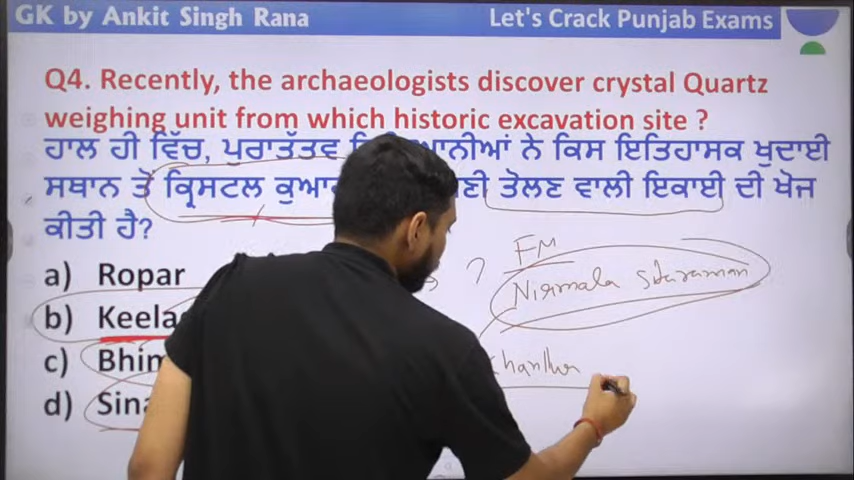 GK by Ankit Singh Rana
Let's Crack Punjab Exams
Q4. Recently, the archaeologists discover crystal Quartz
weighing unit from which historic excavation site ?
ਹਾਲ ਹੀ ਵਿੱਚ, ਪੁਰਾਤੱਤਵ ਨੇ ਕਿਸ ਇਤਿਹਾਸਕ ਖੁਦਾਈ
ਸਥਾਨ ਤੋਂ ਕ੍ਰਿਸਟਲ ਤੋਲਣ ਵਾਲੀ ਇਕਾਈ ਦੀ ਖੋਜ
ਕੀਤੀ ਹੈ?
FM
?
Nirmala sitaraman
a) Ropar
b) Keela
c) Bhim
d) Sina